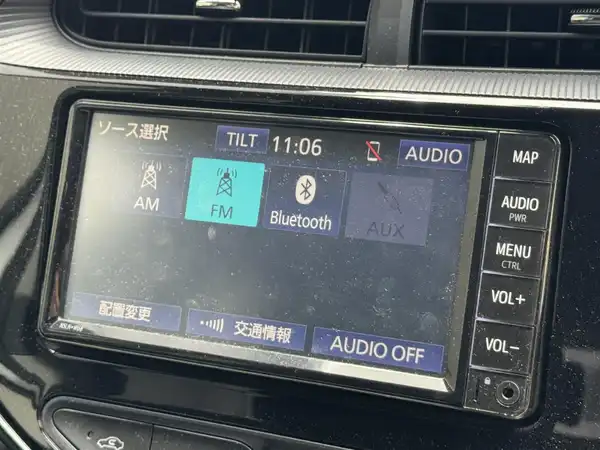 ソース選択
TILT
11:06
AUDIO
MAP
AM
FM
Bluetooth
AUX
AUDIO
PWR
MENU
CTRL
VOL+
配置変更
交通情報
AUDIO OFF
VOL-